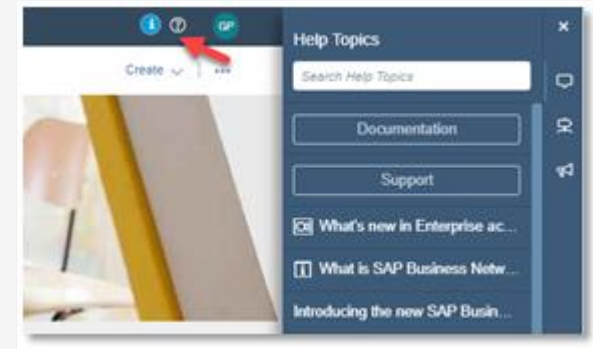 i ? GP
Create
Help Topics
Search Help Topics
Documentation
Support
What's new in Enterprise ac...
What is SAP Business Netw...
Introducing the new SAP Busin...